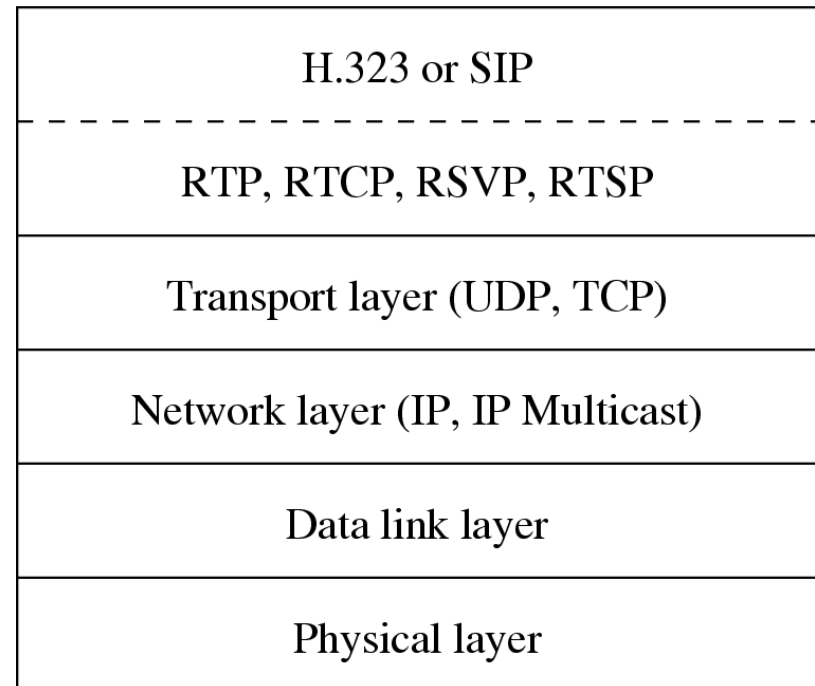 H.323 or SIP
RTP, RTCP, RSVP, RTSP
Transport layer (UDP, TCP)
Network layer (IP, IP Multicast)
Data link layer
Physical layer